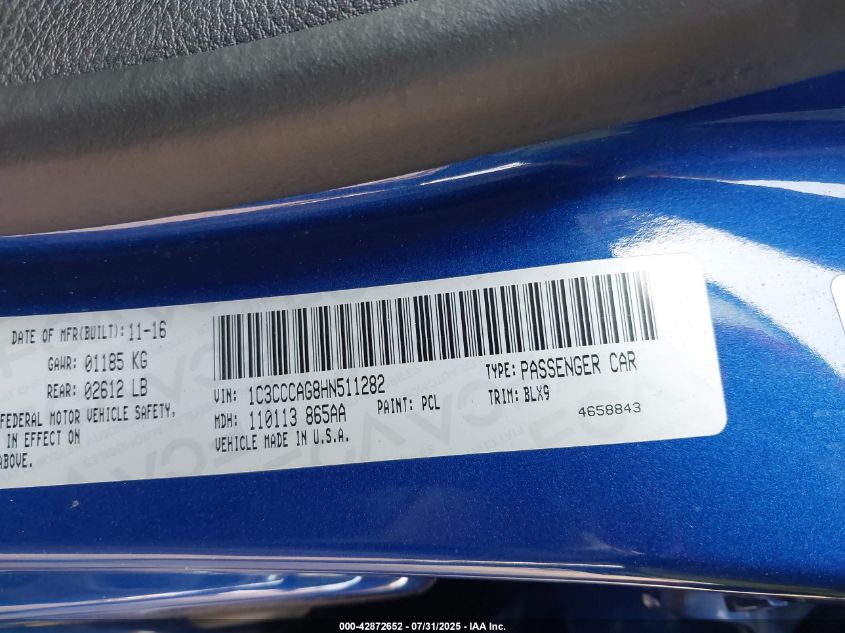 DATE OF MFR(BUILT): 11-16
GAWR: 01185 KG
REAR: 02612 LB
FEDERAL MOTOR VEHICLE SAFETY,
IN EFFECT ON
ABOVE.
VIN: 1C3CCCAG8HN511282
TYPE: PASSENGER CAR
MDH: 110113 865AA
PAINT: PCL
TRIM: BLX9
VEHICLE MADE IN U.S.A.
4658843
000-42872652 - 07/31/2025 - IAA Inc.